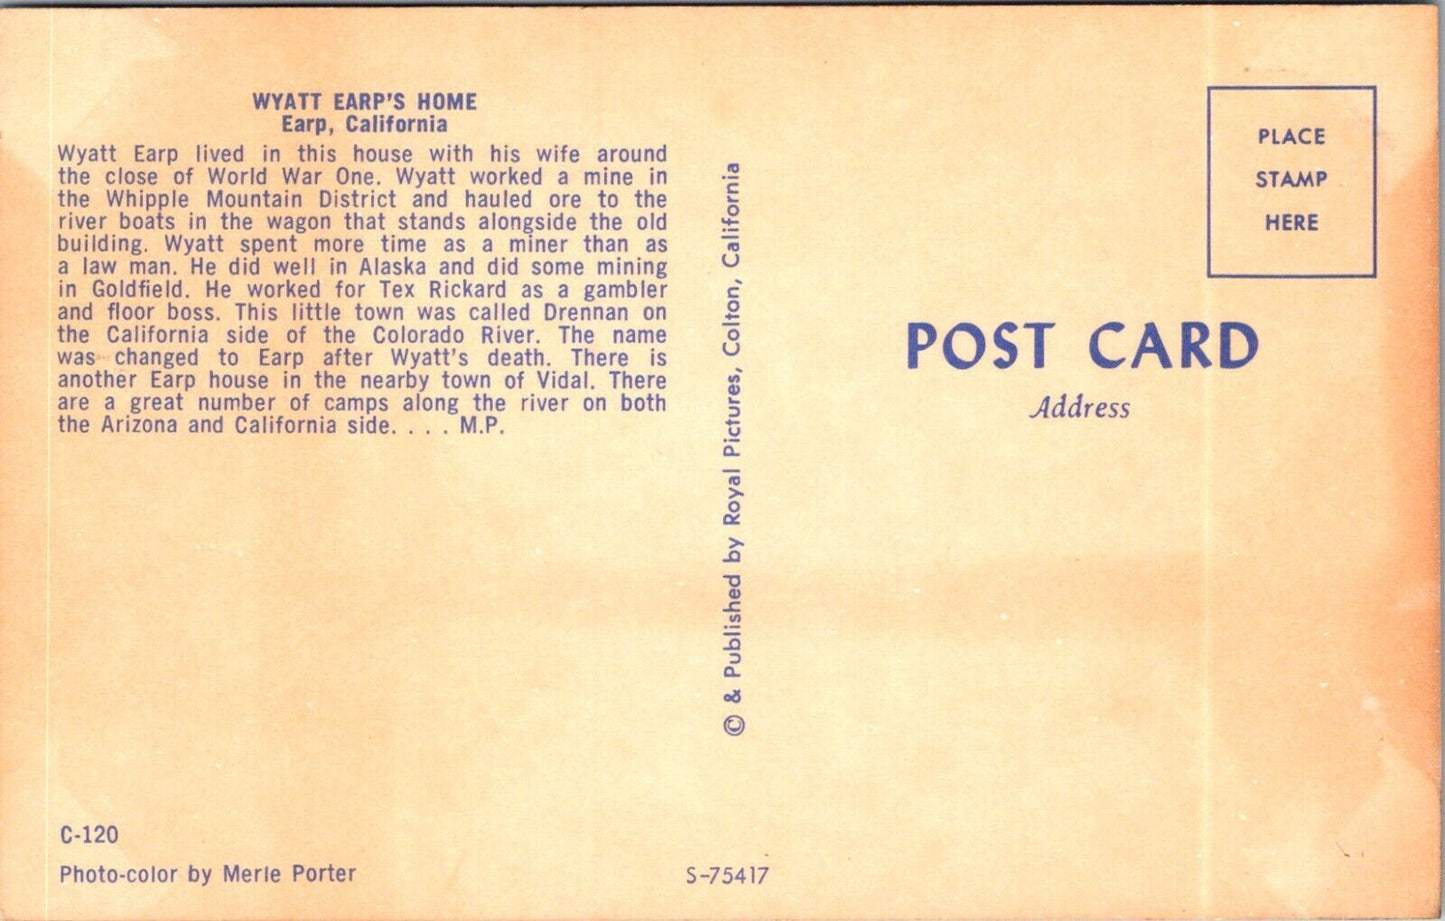 WYATT EARP'S HOME
Earp, California
Wyatt Earp lived in this house with his wife around
the close of World War One. Wyatt worked a mine in
the Whipple Mountain District and hauled ore to the
river boats in the wagon that stands alongside the old
building. Wyatt spent more time as a miner than as
a law man. He did well in Alaska and did some mining
in Goldfield. He worked for Tex Rickard as a gambler
and floor boss. This little town was called Drennan on
the California side of the Colorado River. The name
was changed to Earp after Wyatt's death. There is
another Earp house in the nearby town of Vidal. There
are a great number of camps along the river on both
the Arizona and California side. . . . M.P.
C-120
Photo-color by Merle Porter
© & Published by Royal Pictures, Colton, California
S-75417
PLACE
STAMP
HERE
POST CARD
Address